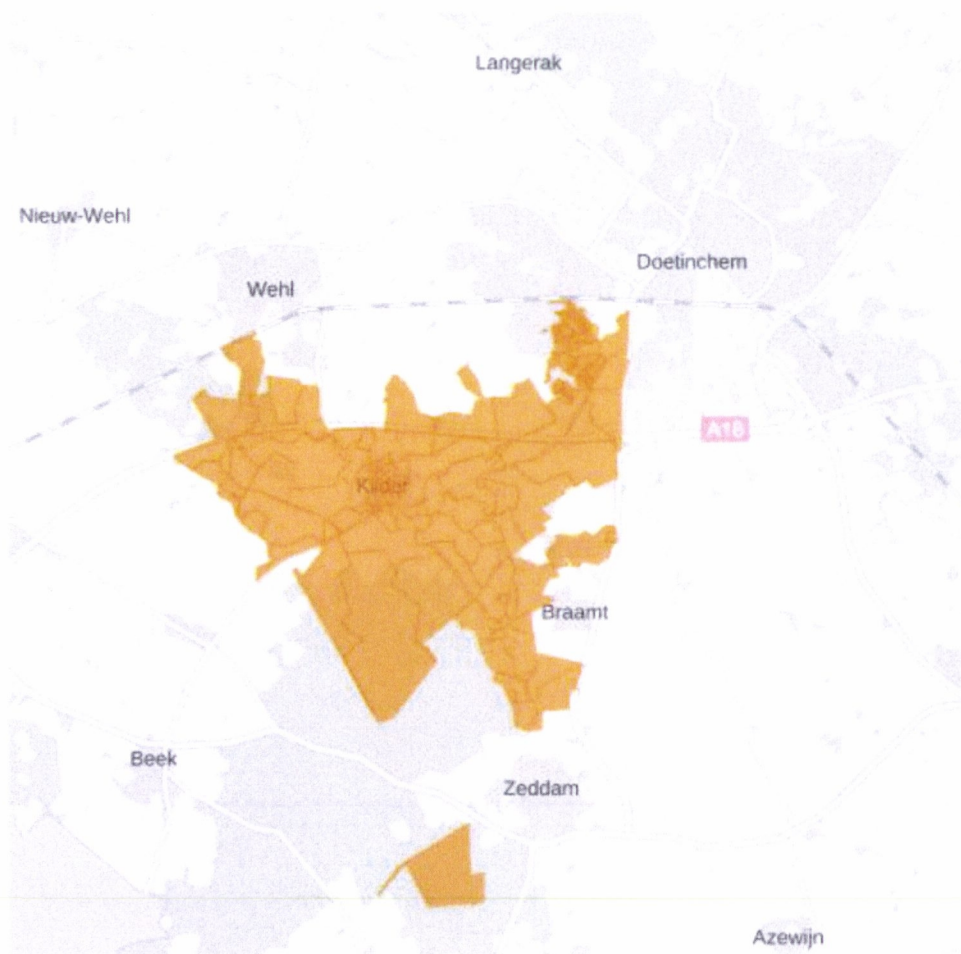 Langerak
Nieuw-Wehl
Doetinchem
Wehl
A18
Kilder
Braamt
Beek
Zeddam
Azewijn